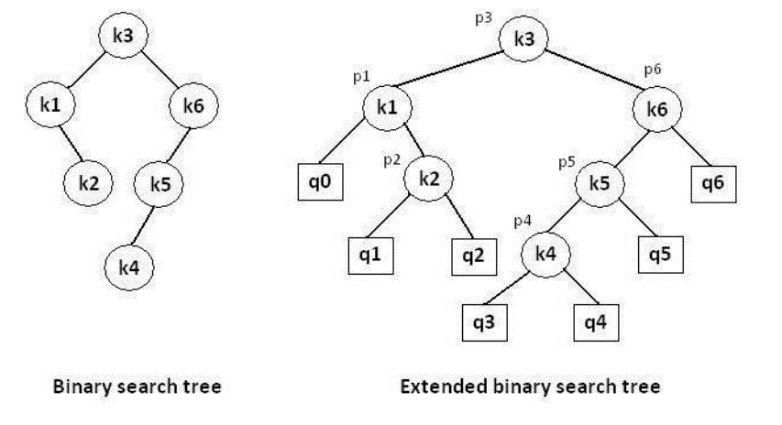 k3
k1
k6
k2
k5
k4
Binary search tree
p3
k3
p1
k1
p6
k6
q0
p2
k2
p5
k5
q6
q1
q2
p4
k4
q5
q3
q4
Extended binary search tree